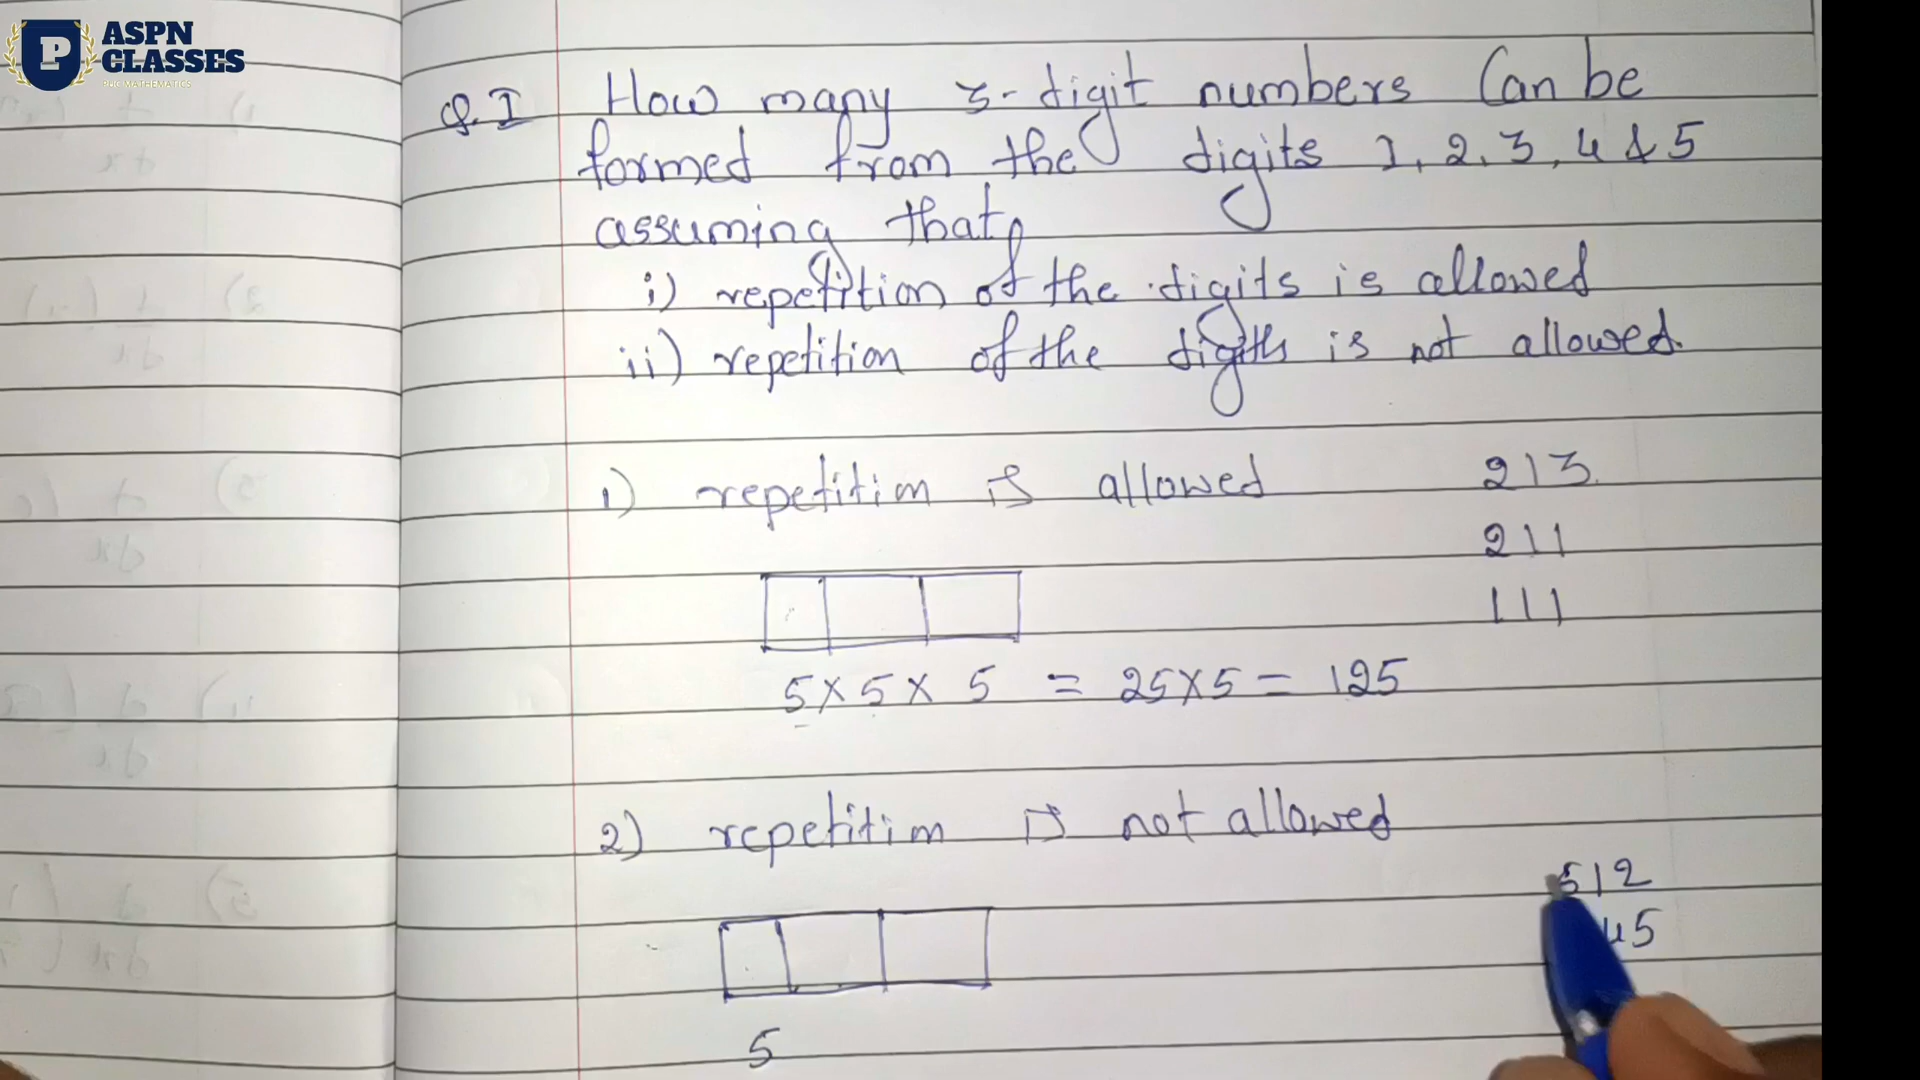 P ASPN
CLASSES
PUC MATHEMATICS
Q.I How many 3-digit numbers Can be
formed from the digits 1, 2, 3, 4 & 5
assuming that,
i) repetition of the digits is allowed
ii) repetition of the digits is not allowed.
1) repetition is allowed 213
211
111
5 x 5 x 5 = 25 x 5 = 125
2) repetition is not allowed
512
45
5